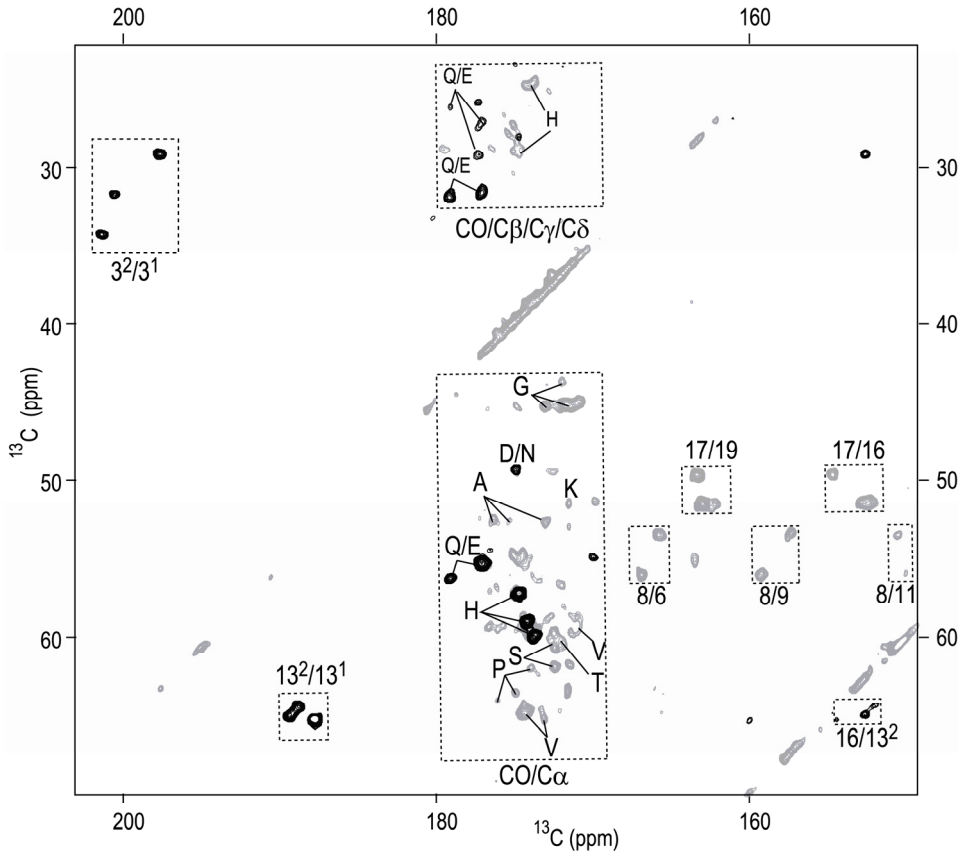 200 180 160
Q/E
H
30 30
Q/E
CO/Cβ/Cγ/Cδ
3²/3¹
40 40
¹³C (ppm)
G
17/19 17/16
D/N
50 50
A K
Q/E
8/6 8/9 8/11
H
60 60
V
S
T
P
13²/13¹
16/13²
V
CO/Cα
200 180 160
¹³C (ppm)